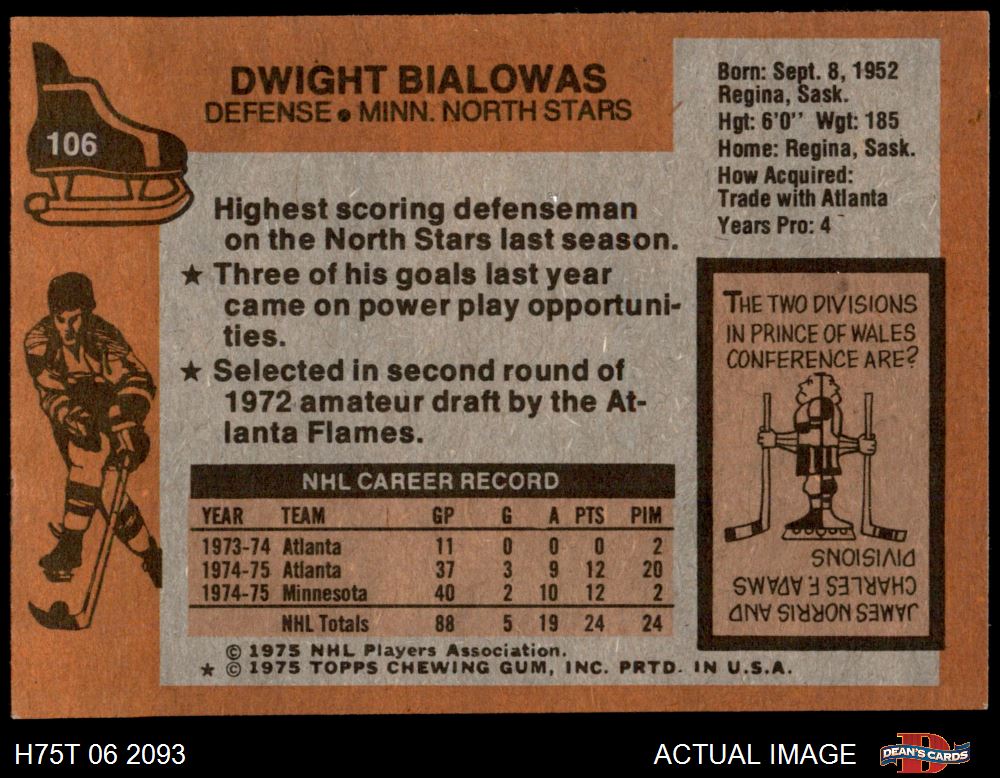 106
DWIGHT BIALOWAS
DEFENSE • MINN. NORTH STARS
Born: Sept. 8, 1952
Regina, Sask.
Hgt: 6'0'' Wgt: 185
Home: Regina, Sask.
How Acquired:
Trade with Atlanta
Years Pro: 4
Highest scoring defenseman
on the North Stars last season.
★ Three of his goals last year
came on power play opportuni-
ties.
★ Selected in second round of
1972 amateur draft by the At-
lanta Flames.
NHL CAREER RECORD
YEAR TEAM GP G A PTS PIM
1973-74 Atlanta 11 0 0 0 2
1974-75 Atlanta 37 3 9 12 20
1974-75 Minnesota 40 2 10 12 2
NHL Totals 88 5 19 24 24
© 1975 NHL Players Association.
★ © 1975 TOPPS CHEWING GUM, INC. PRTD. IN U.S.A.
THE TWO DIVISIONS
IN PRINCE OF WALES
CONFERENCE ARE?
JAMES NORRIS AND
CHARLES F. ADAMS
DIVISIONS
H75T 06 2093
ACTUAL IMAGE
D
DEAN'S CARDS